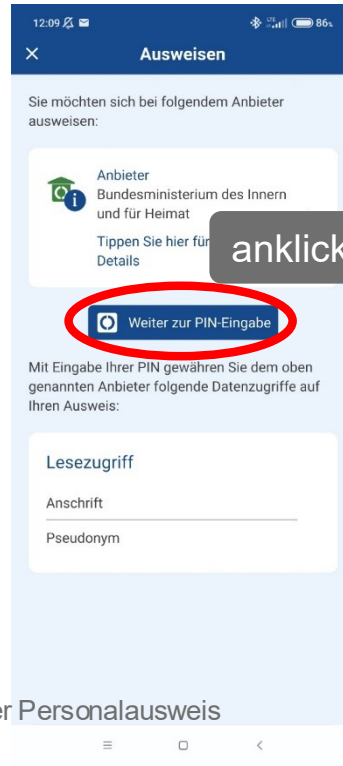 12:09
86%
Ausweisen
Sie möchten sich bei folgendem Anbieter
ausweisen:
Anbieter
Bundesministerium des Innern
und für Heimat
Tippen Sie hier für
Details
anklick
Weiter zur PIN-Eingabe
Mit Eingabe Ihrer PIN gewähren Sie dem oben
genannten Anbieter folgende Datenzugriffe auf
Ihren Ausweis:
Lesezugriff
Anschrift
Pseudonym
er Personalausweis